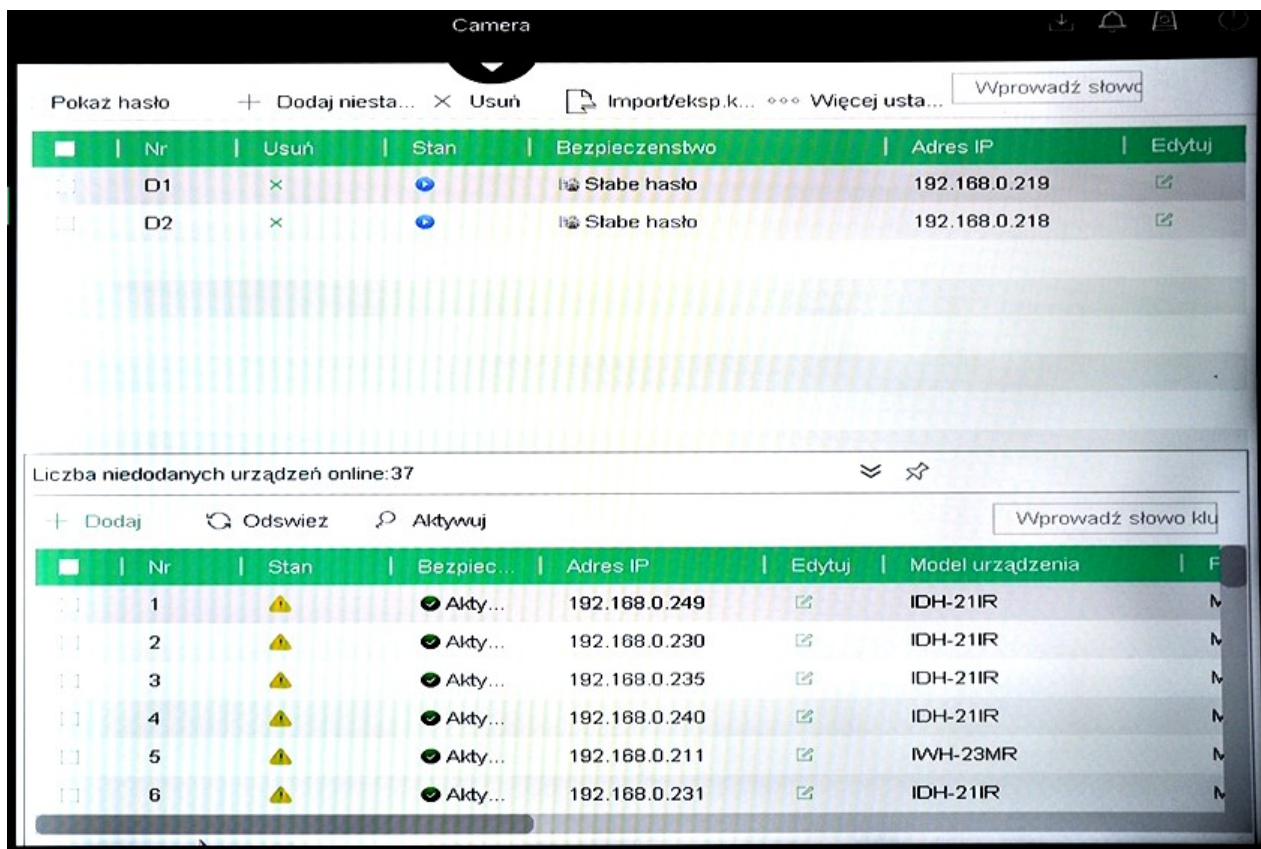 Camera
Pokaż hasło + Dodaj niesta... × Usuń Import/eksp.k... Więcej usta... Wprowadź słowo
Nr Usuń Stan Bezpieczenstwo Adres IP Edytuj
D1 Słabe hasło 192.168.0.219
D2 Słabe hasło 192.168.0.218
Liczba niedodanych urządzeń online:37
+ Dodaj Odswież Aktywuj Wprowadź słowo klu
Nr Stan Bezpiec... Adres IP Edytuj Model urządzenia
1 Akty... 192.168.0.249 IDH-21IR
2 Akty... 192.168.0.230 IDH-21IR
3 Akty... 192.168.0.235 IDH-21IR
4 Akty... 192.168.0.240 IDH-21IR
5 Akty... 192.168.0.211 IWH-23MR
6 Akty... 192.168.0.231 IDH-21IR